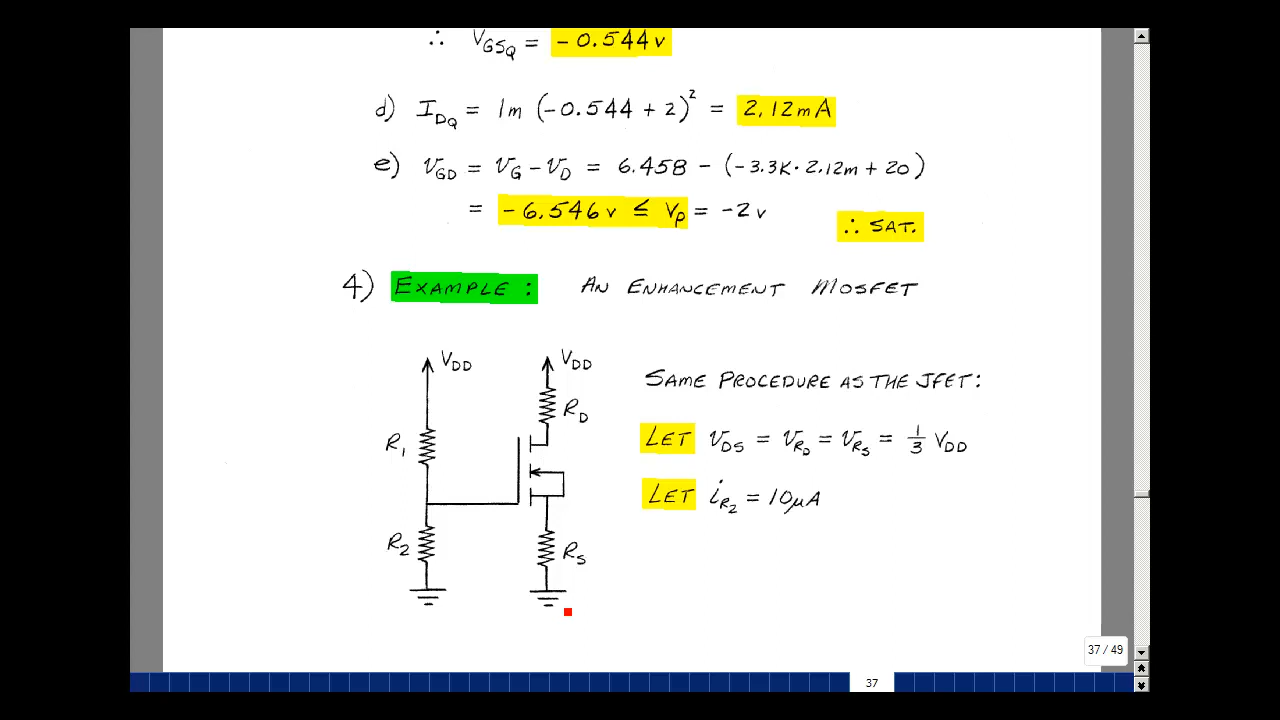 ∴ V_GSQ = -0.544V
d) I_DQ = 1m (-0.544 + 2)² = 2.12mA
e) V_GD = V_G - V_D = 6.458 - (-3.3K · 2.12m + 20)
= -6.546V ≤ V_P = -2V
∴ SAT.
4) EXAMPLE: AN ENHANCEMENT MOSFET
V_DD V_DD
SAME PROCEDURE AS THE JFET:
R_D
R_1
LET V_DS = V_RD = V_RS = 1/3 V_DD
LET i_R2 = 10μA
R_2 R_S
37 / 49
37